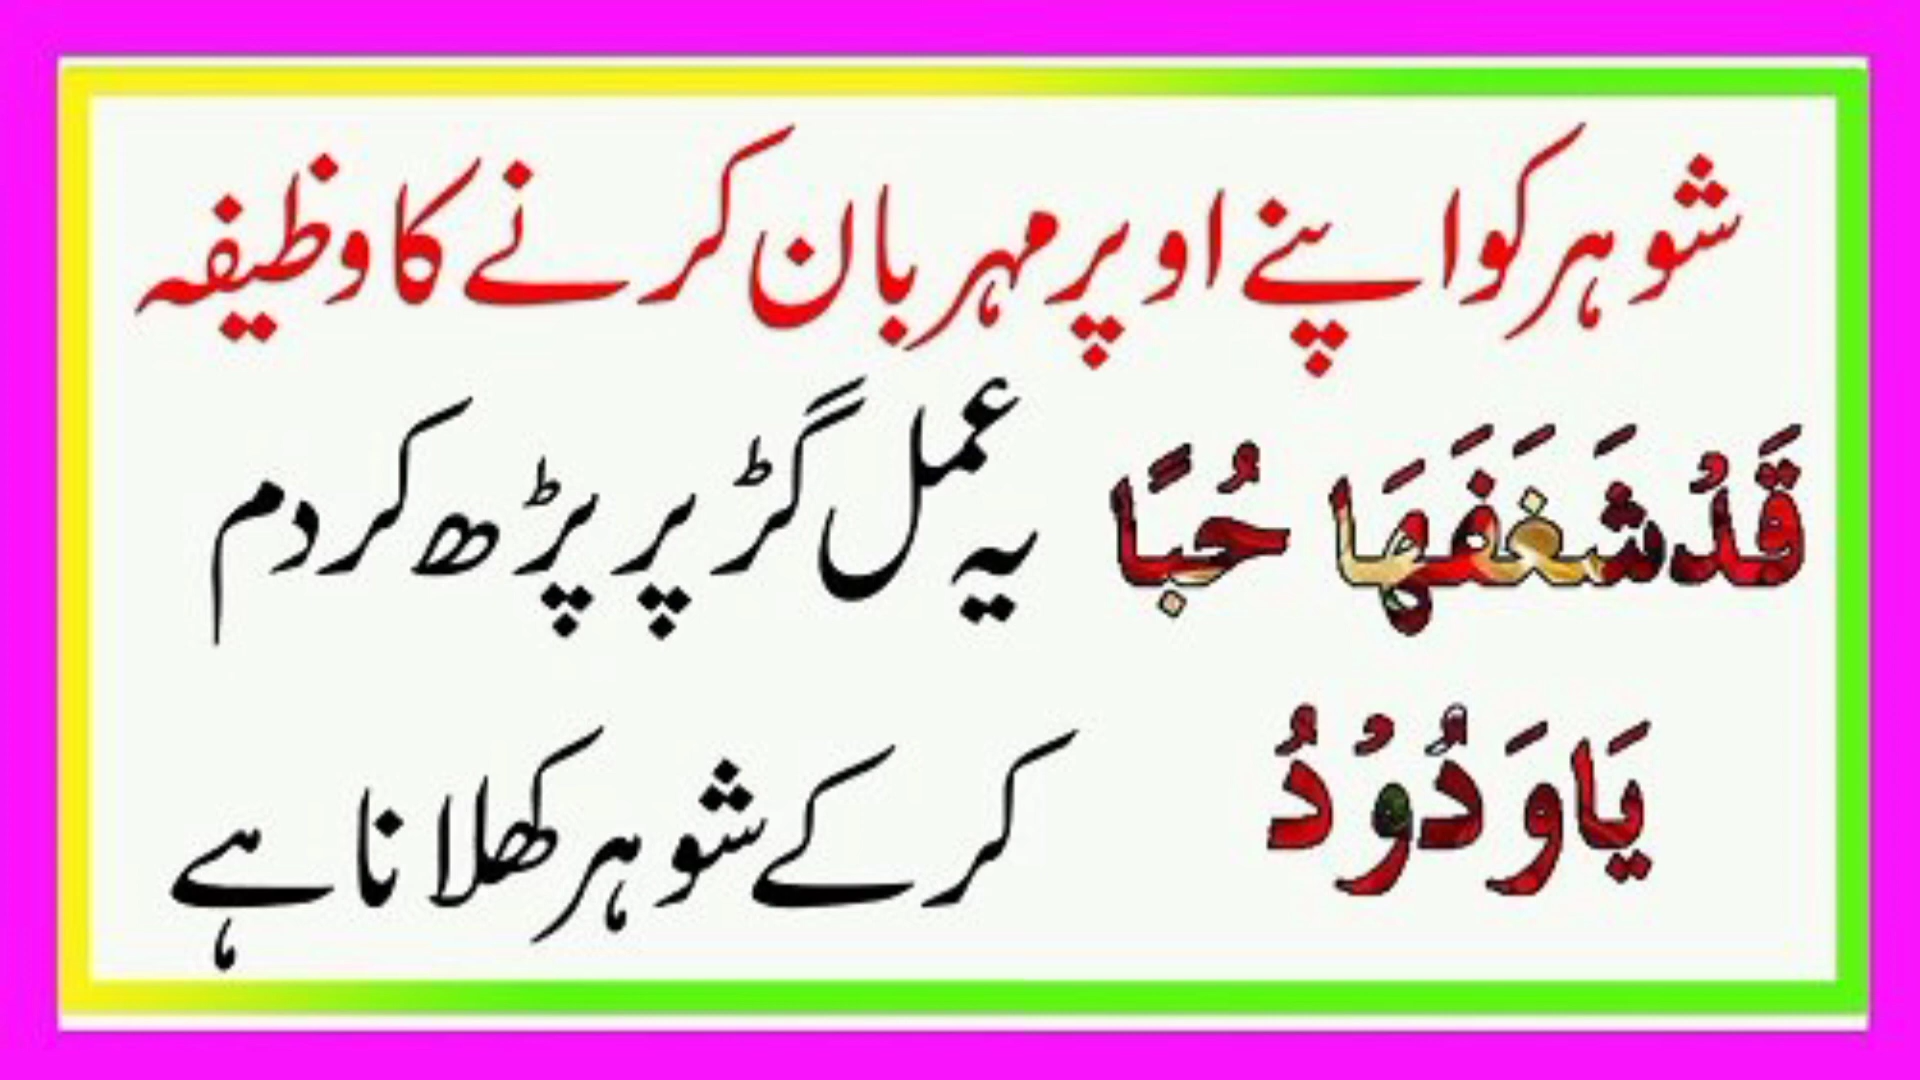 شوہر کو اپنے اوپر مہربان کرنے کا وظیفہ
قَدُشَغَفَهَا حُبًا یہ عمل گڑ پر پڑھ کر دم
يَاوَدُوُدُ کر کے شوہر کھلانا ہے